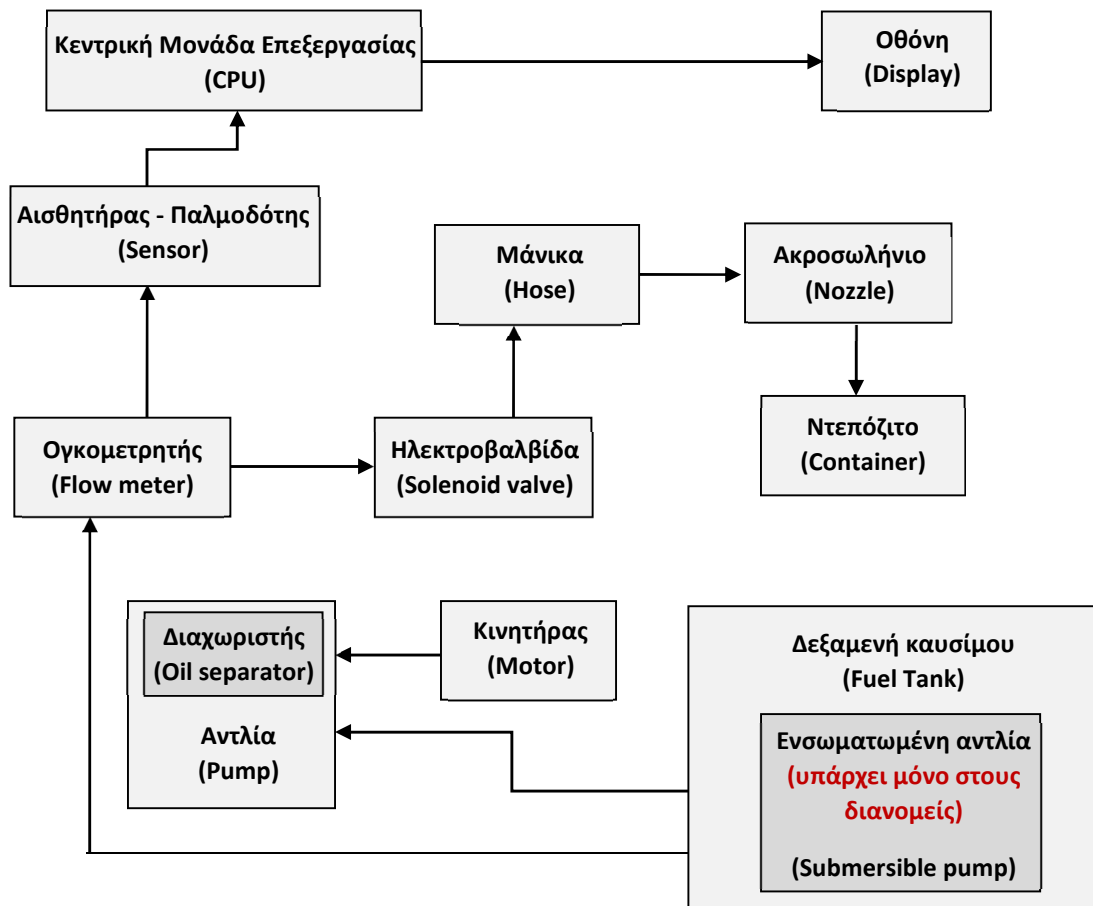 Κεντρική Μονάδα Επεξεργασίας
(CPU)
Οθόνη
(Display)
Αισθητήρας - Παλμοδότης
(Sensor)
Μάνικα
(Hose)
Ακροσωλήνιο
(Nozzle)
Ογκομετρητής
(Flow meter)
Ηλεκτροβαλβίδα
(Solenoid valve)
Ντεπόζιτο
(Container)
Διαχωριστής
(Oil separator)
Αντλία
(Pump)
Κινητήρας
(Motor)
Δεξαμενή καυσίμου
(Fuel Tank)
Ενσωματωμένη αντλία
(υπάρχει μόνο στους
διανομείς)
(Submersible pump)